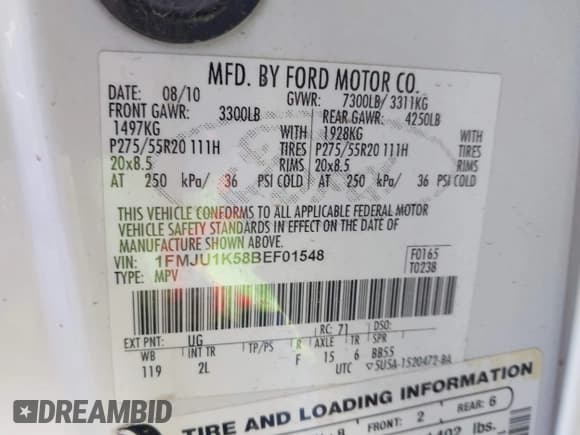 MFD. BY FORD MOTOR CO.
DATE: 08/10 GVWR: 7300LB/ 3311KG
FRONT GAWR: 3300LB REAR GAWR: 4250LB
1497KG WITH 1928KG WITH
P275/55R20 111H TIRES P275/55R20 111H TIRES
20x8.5 RIMS 20x8.5 RIMS
AT 250 kPa/ 36 PSI COLD AT 250 kPa/ 36 PSI COLD
THIS VEHICLE CONFORMS TO ALL APPLICABLE FEDERAL MOTOR
VEHICLE SAFETY STANDARDS IN EFFECT ON THE DATE OF
MANUFACTURE SHOWN ABOVE.
VIN: 1FMJU1K58BEF01548 F0165
TYPE: MPV T0238
EXT PNT: UG RC: 71 DSO:
WB INT TR TP/PS R AXLE TR SPR
119 2L F 15 6 BB55
UTC 5U5A-1520472-BA
TIRE AND LOADING INFORMATION
8 FRONT: 2 REAR: 6
lbs.
DREAMBID